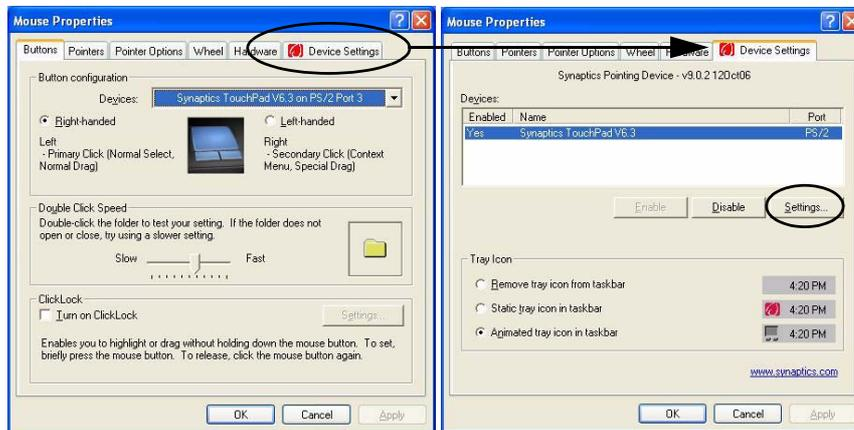 Mouse Properties
Buttons Pointers Pointer Options Wheel Hardware Device Settings
Button configuration
Devices: Synaptics TouchPad V6.3 on PS/2 Port 3
Right-handed Left-handed
Left
- Primary Click (Normal Select,
Normal Drag)
Right
- Secondary Click (Context
Menu, Special Drag)
Double Click Speed
Double-click the folder to test your setting. If the folder does not
open or close, try using a slower setting.
Slow Fast
ClickLock
Turn on ClickLock Settings...
Enables you to highlight or drag without holding down the mouse button. To set,
briefly press the mouse button. To release, click the mouse button again.
OK Cancel Apply
Mouse Properties
Buttons Pointers Pointer Options Wheel Hardware Device Settings
Synaptics Pointing Device - v9.0.2 12Oct06
Devices:
Enabled Name Port
Yes Synaptics TouchPad V6.3 PS/2
Enable Disable Settings...
Tray Icon
Remove tray icon from taskbar 4:20 PM
Static tray icon in taskbar 4:20 PM
Animated tray icon in taskbar 4:20 PM
www.synaptics.com
OK Cancel Apply